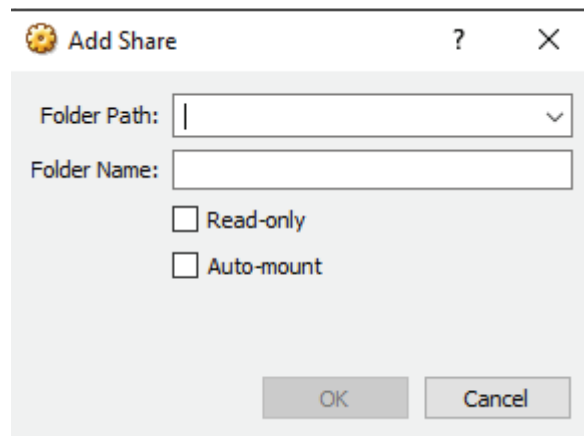 Add Share ?
Folder Path:
Folder Name:
Read-only
Auto-mount
OK Cancel